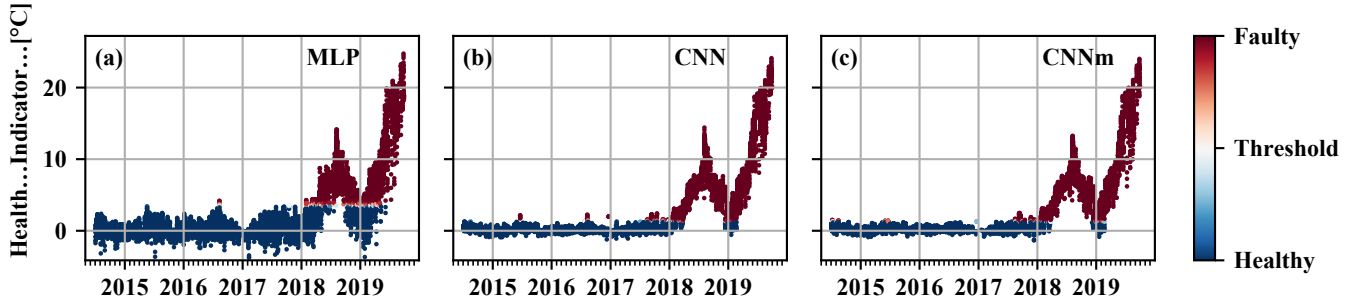 Health...Indicator...[°C]
20
10
0
(a) MLP
2015 2016 2017 2018 2019
(b) CNN
2015 2016 2017 2018 2019
(c) CNNm
2015 2016 2017 2018 2019
Faulty
Threshold
Healthy